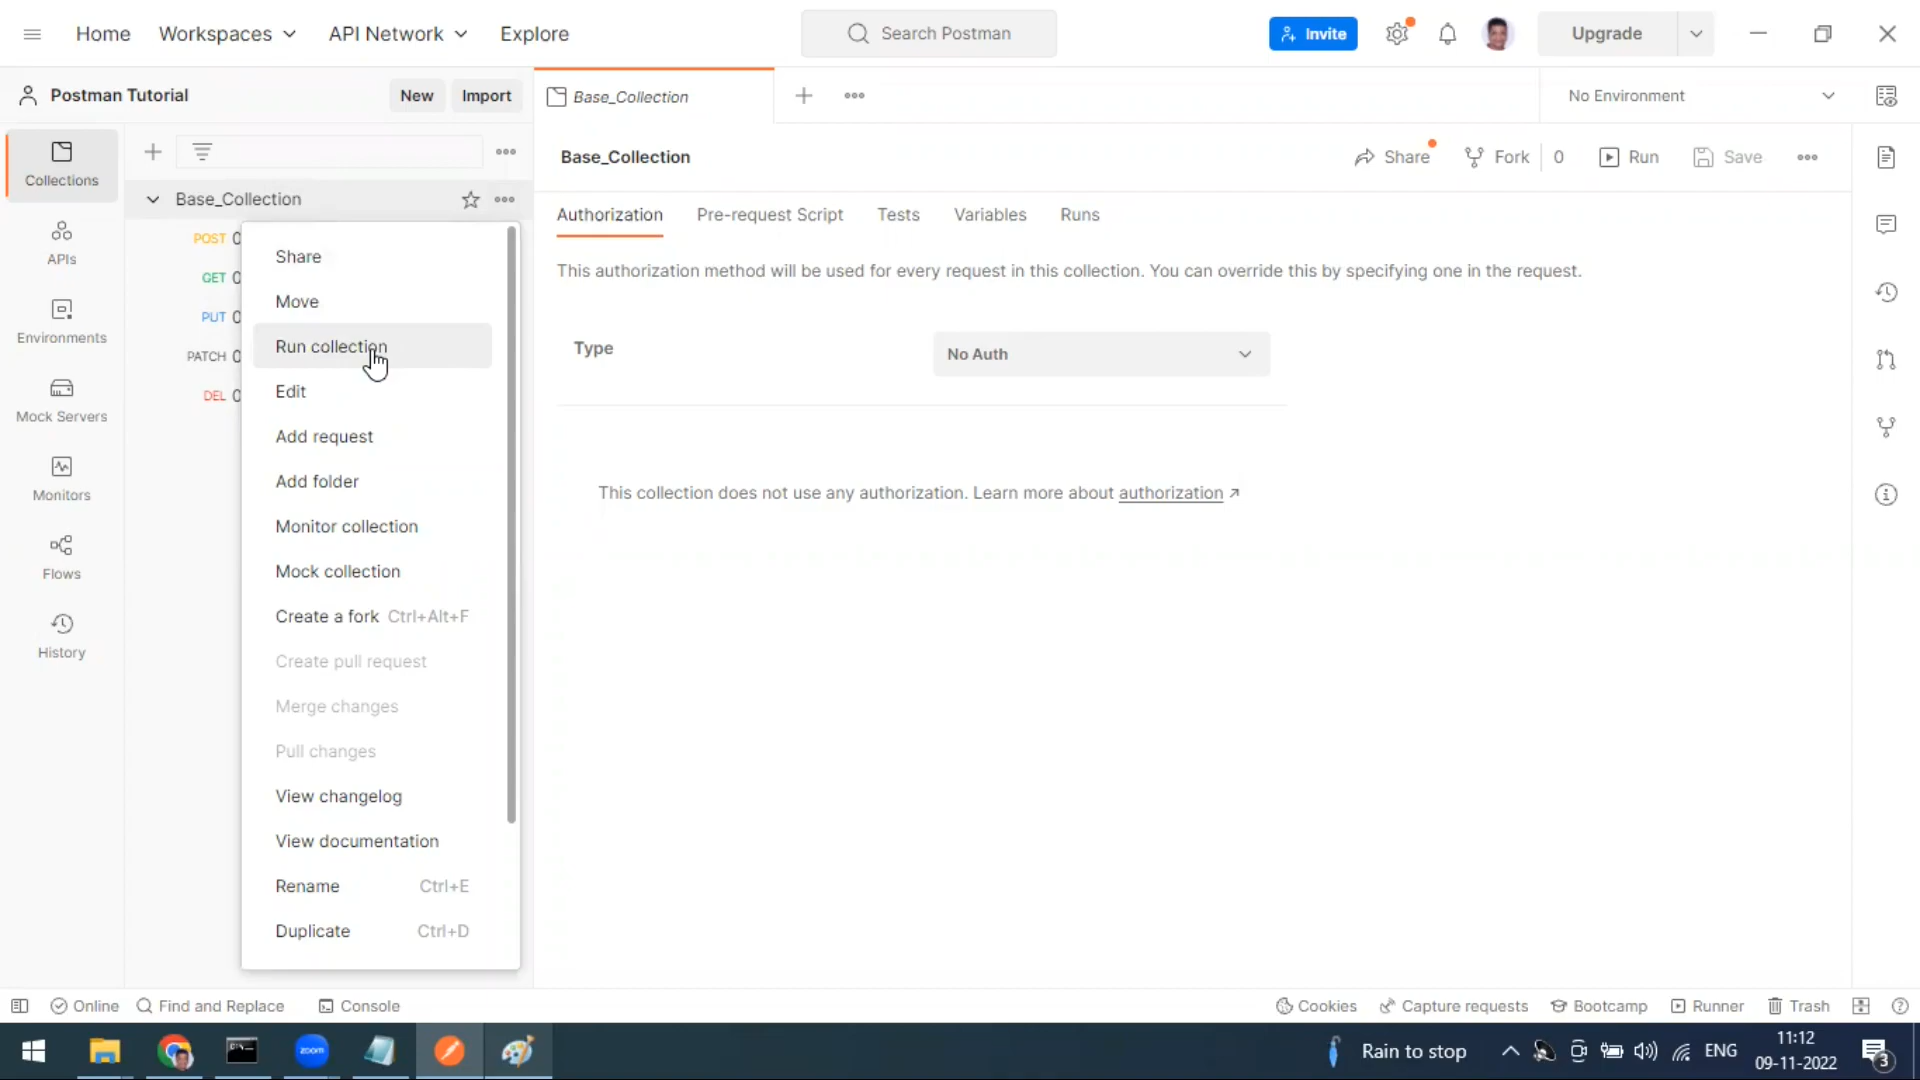 Home Workspaces API Network Explore Search Postman Invite Upgrade
Postman Tutorial New Import Base_Collection No Environment
Base_Collection Share Fork 0 Run Save
Collections
Base_Collection
Authorization Pre-request Script Tests Variables Runs
POST
GET
PUT
PATCH
DEL
APIs
Environments
Mock Servers
Monitors
Flows
History
Share
Move
Run collection
Edit
Add request
Add folder
Monitor collection
Mock collection
Create a fork Ctrl+Alt+F
Create pull request
Merge changes
Pull changes
View changelog
View documentation
Rename Ctrl+E
Duplicate Ctrl+D
This authorization method will be used for every request in this collection. You can override this by specifying one in the request.
Type No Auth
This collection does not use any authorization. Learn more about authorization ↗
Online Find and Replace Console Cookies Capture requests Bootcamp Runner Trash
zoom Rain to stop ENG 11:12
09-11-2022 3